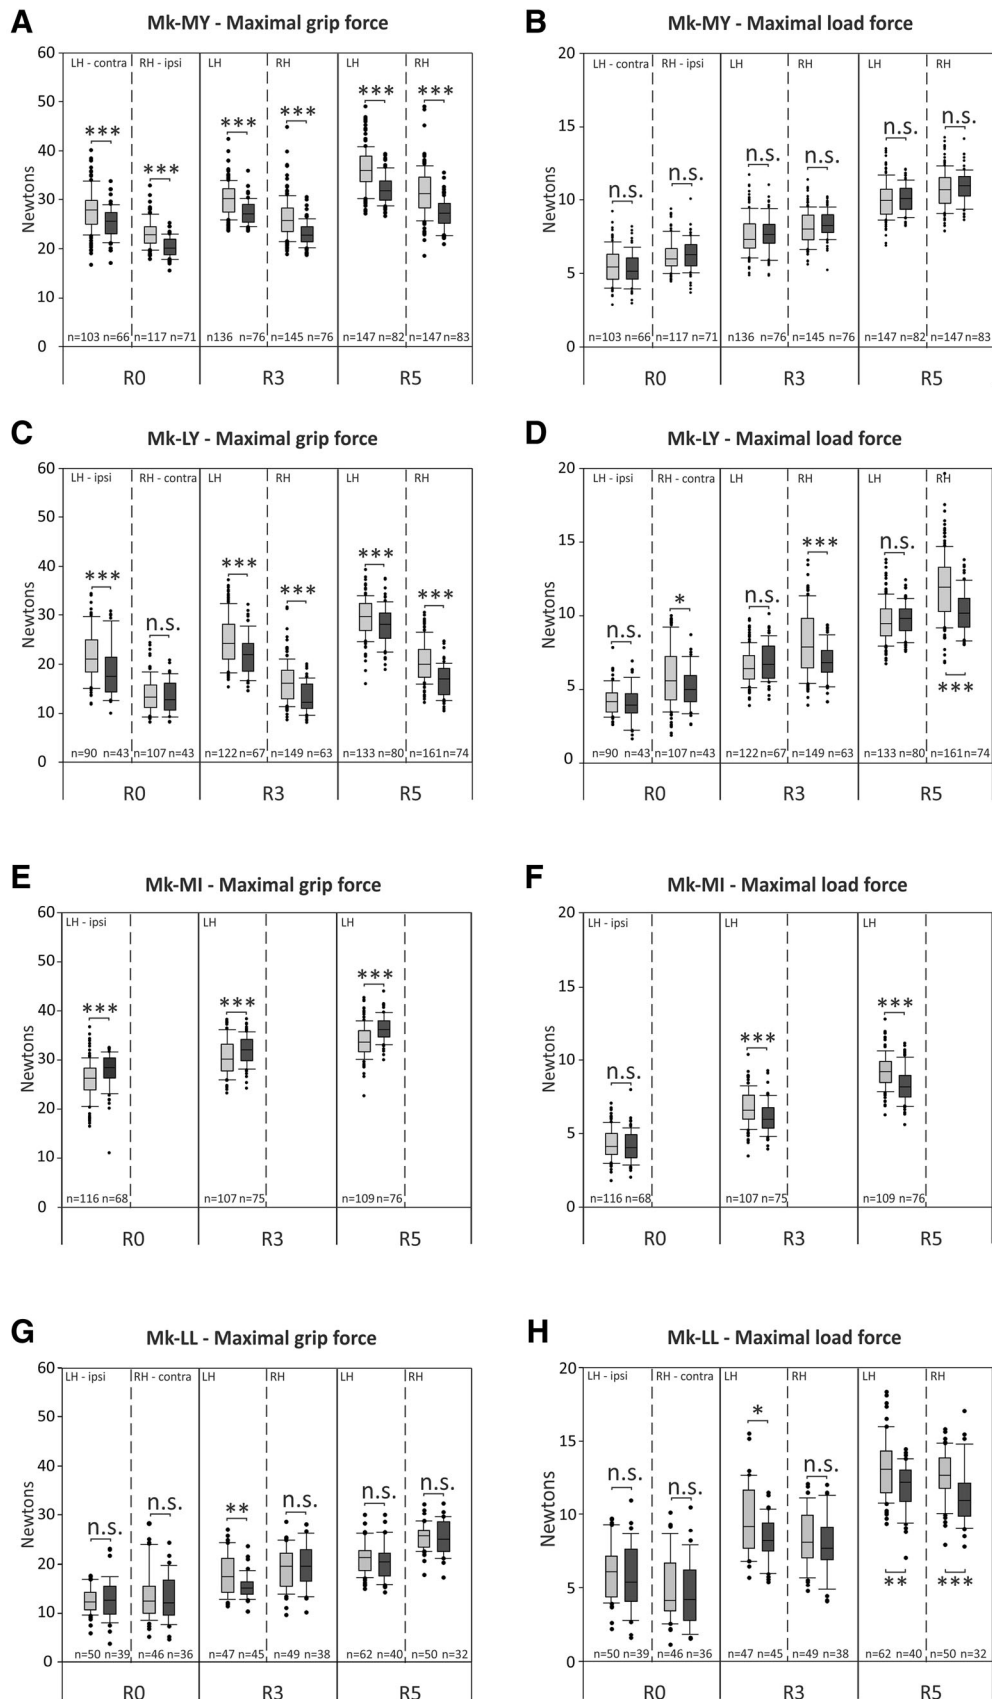 A Mk-MY - Maximal grip force
60
LH - contra RH - ipsi LH RH LH RH
50
40
30
20
10
0
Newtons
*** *** *** *** *** ***
n=103 n=66 n=117 n=71 n=136 n=76 n=145 n=76 n=147 n=82 n=147 n=83
R0 R3 R5
B Mk-MY - Maximal load force
20
LH - contra RH - ipsi LH RH LH RH
15
10
5
0
Newtons
n.s. n.s. n.s. n.s. n.s. n.s.
n=103 n=66 n=117 n=71 n=136 n=76 n=145 n=76 n=147 n=82 n=147 n=83
R0 R3 R5
C Mk-LY - Maximal grip force
60
LH - ipsi RH - contra LH RH LH RH
50
40
30
20
10
0
Newtons
*** n.s. *** *** *** ***
n=90 n=43 n=107 n=43 n=122 n=67 n=149 n=63 n=133 n=80 n=161 n=74
R0 R3 R5
D Mk-LY - Maximal load force
20
LH - ipsi RH - contra LH RH LH RH
15
10
5
0
Newtons
n.s. * n.s. *** n.s. ***
n=90 n=43 n=107 n=43 n=122 n=67 n=149 n=63 n=133 n=80 n=161 n=74
R0 R3 R5
E Mk-MI - Maximal grip force
60
LH - ipsi LH LH
50
40
30
20
10
0
Newtons
*** *** ***
n=116 n=68 n=107 n=75 n=109 n=76
R0 R3 R5
F Mk-MI - Maximal load force
20
LH - ipsi LH LH
15
10
5
0
Newtons
n.s. *** ***
n=116 n=68 n=107 n=75 n=109 n=76
R0 R3 R5
G Mk-LL - Maximal grip force
60
LH - ipsi RH - contra LH RH LH RH
50
40
30
20
10
0
Newtons
n.s. n.s. ** n.s. n.s. n.s.
n=50 n=39 n=46 n=36 n=47 n=45 n=49 n=38 n=62 n=40 n=50 n=32
R0 R3 R5
H Mk-LL - Maximal load force
20
LH - ipsi RH - contra LH RH LH RH
15
10
5
0
Newtons
n.s. n.s. * n.s. ** ***
n=50 n=39 n=46 n=36 n=47 n=45 n=49 n=38 n=62 n=40 n=50 n=32
R0 R3 R5